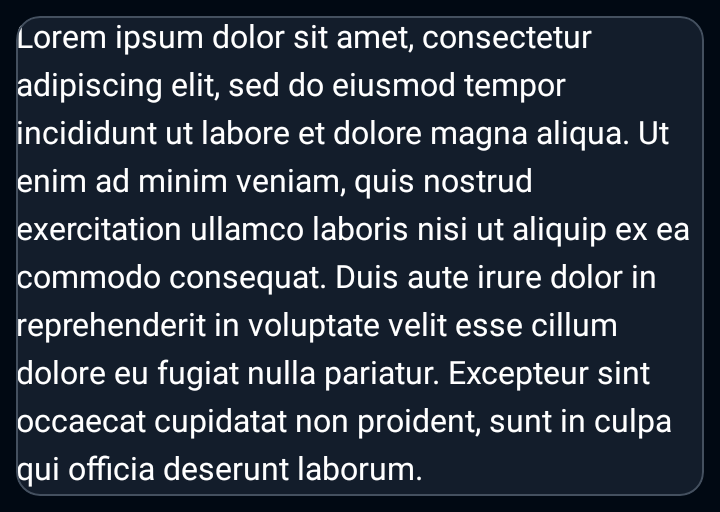 Lorem ipsum dolor sit amet, consectetur
adipiscing elit, sed do eiusmod tempor
incididunt ut labore et dolore magna aliqua. Ut
enim ad minim veniam, quis nostrud
exercitation ullamco laboris nisi ut aliquip ex ea
commodo consequat. Duis aute irure dolor in
reprehenderit in voluptate velit esse cillum
dolore eu fugiat nulla pariatur. Excepteur sint
occaecat cupidatat non proident, sunt in culpa
qui officia deserunt laborum.